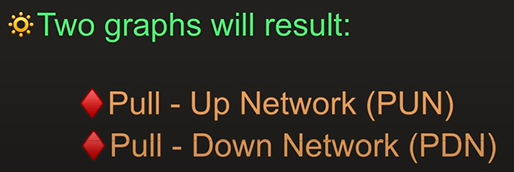 Two graphs will result:
Pull - Up Network (PUN)
Pull - Down Network (PDN)